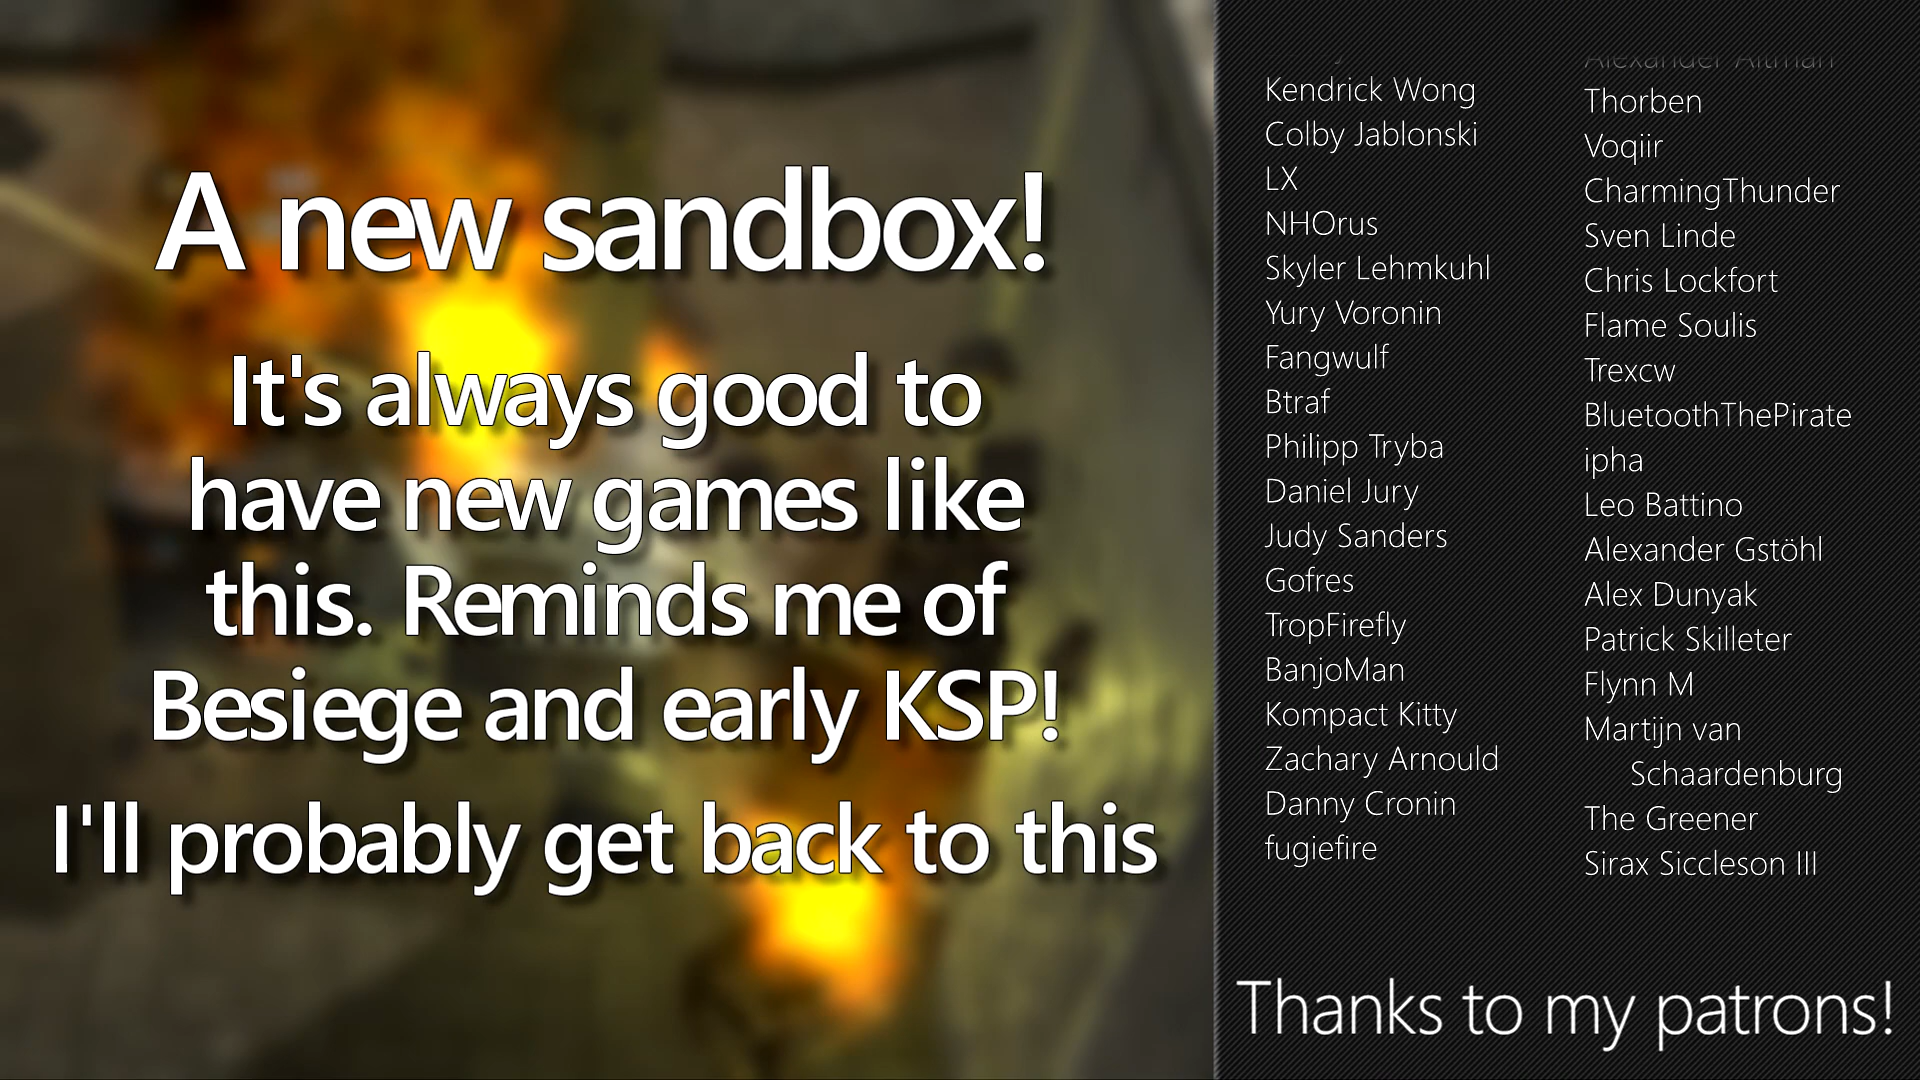 A new sandbox!
It's always good to
have new games like
this. Reminds me of
Besiege and early KSP!
I'll probably get back to this
Kendrick Wong
Colby Jablonski
LX
NHOrus
Skyler Lehmkuhl
Yury Voronin
Fangwulf
Btraf
Philipp Tryba
Daniel Jury
Judy Sanders
Gofres
TropFirefly
BanjoMan
Kompact Kitty
Zachary Arnould
Danny Cronin
fugiefire
Alexander Altman
Thorben
Voqiir
CharmingThunder
Sven Linde
Chris Lockfort
Flame Soulis
Trexcw
BluetoothThePirate
ipha
Leo Battino
Alexander Gstöhl
Alex Dunyak
Patrick Skilleter
Flynn M
Martijn van
Schaardenburg
The Greener
Sirax Siccleson III
Thanks to my patrons!